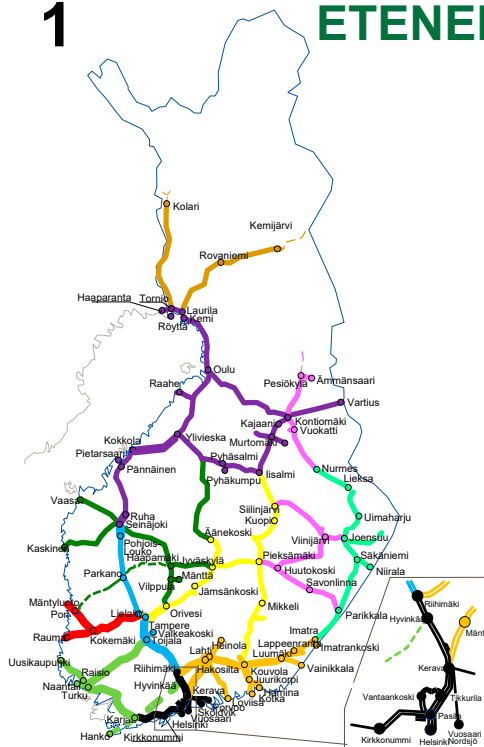 1
ETENE
Kolari
Kemijärvi
Rovaniemi
Haaparanta
Tornio
Laurila
Kemi
Röyttä
Oulu
Raahe
Pesiökylä
Ämmänsaari
Vartius
Kajaani
Kontiomäki
Vuokatti
Kokkola
Ylivieska
Murtomäki
Pietarsaari
Pyhäsalmi
Pännäinen
Pyhäkumpu
Iisalmi
Nurmes
Lieksa
Vaasa
Siilinjärvi
Ruha
Kuopio
Uimaharju
Seinäjoki
Kaskinen
Pohjois-
Louko
Äänekoski
Viinijärvi
Joensuu
Haapamäki
Jyväskylä
Pieksämäki
Säkäniemi
Parkano
Huutokoski
Niirala
Mänttä
Vilppula
Jämsänkoski
Savonlinna
Mäntyluoto
Pori
Lielahti
Orivesi
Mikkeli
Parikkala
Riihimäki
Tampere
Valkeakoski
Imatra
Hyvinkää
Rauma
Kokemäki
Toijala
Heinola
Lappeenranta
Imatrankoski
Mänt
Lahti
Luumäki
Uusikaupunki
Raisio
Riihimäki
Hakosilta
Kouvola
Vainikkala
Kerava
Juurikorpi
Naantali
Turku
Hyvinkää
Kerava
Hamina
Vantaankoski
Tikkurila
Loviisa
Kotka
Porvoo
Sköldvik
Karjaa
Vuosaari
Pasila
Helsinki
Hanko
Kirkkonummi
Kirkkonummi
Helsinki
Vuosaari
Nordsjö